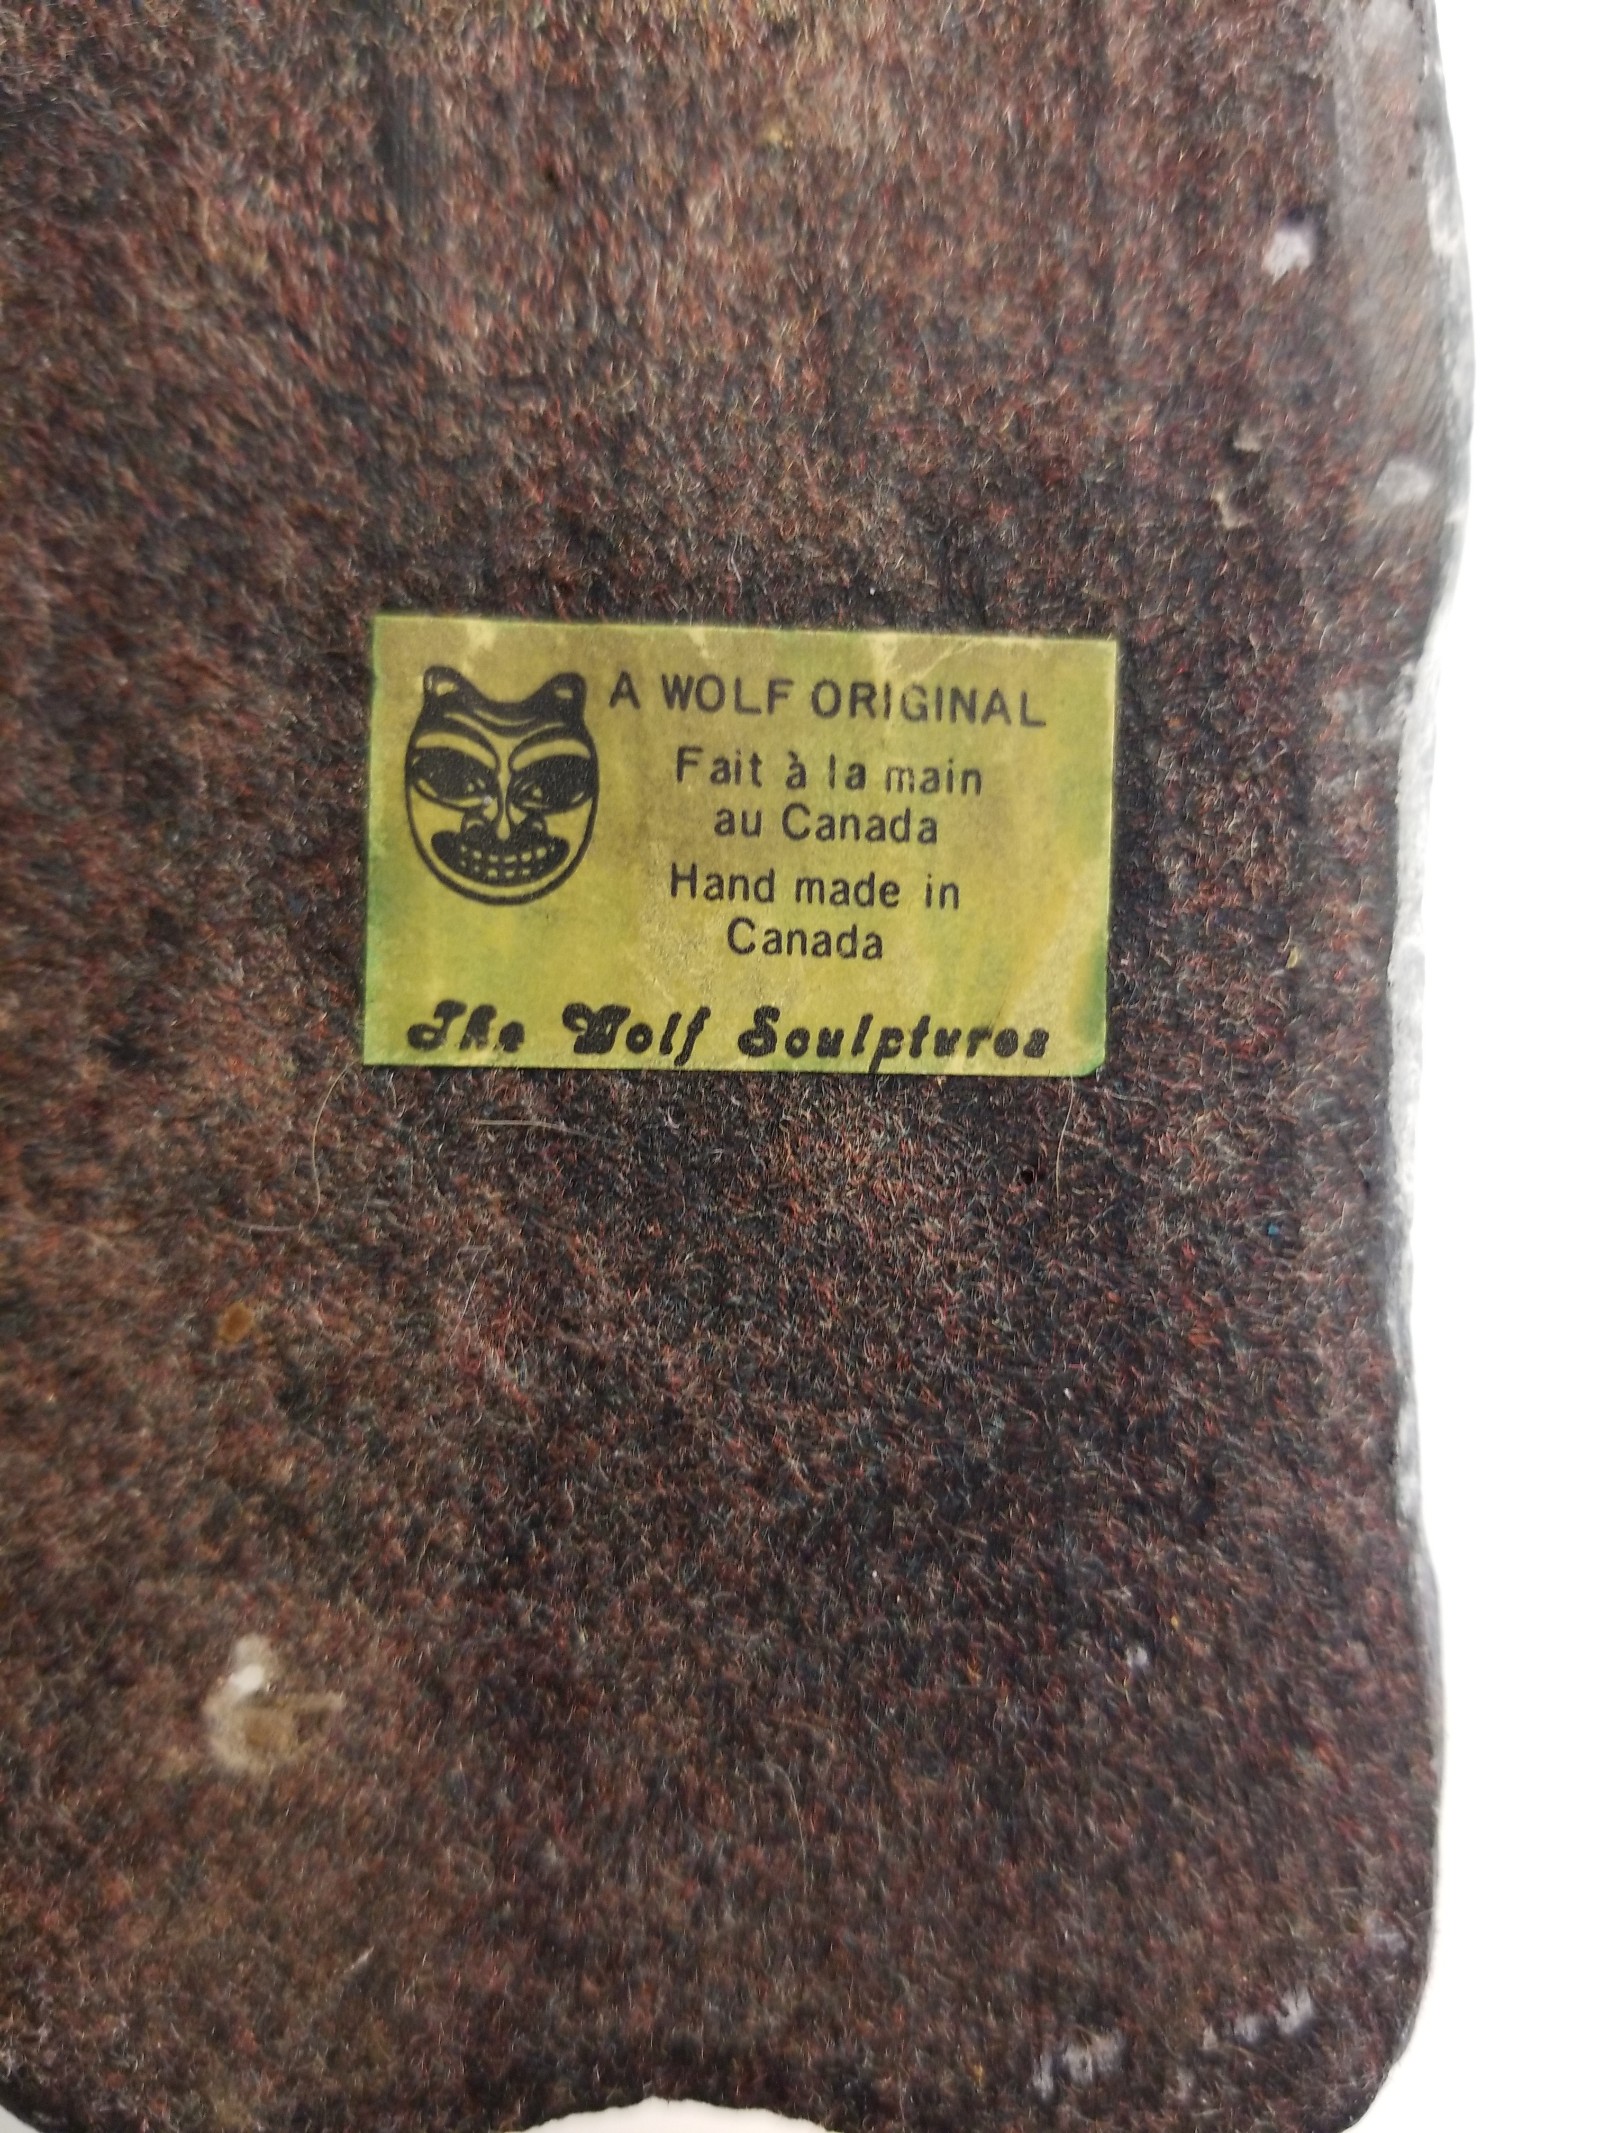 A WOLF ORIGINAL
Fait à la main
au Canada
Hand made in
Canada
The Wolf Sculptures